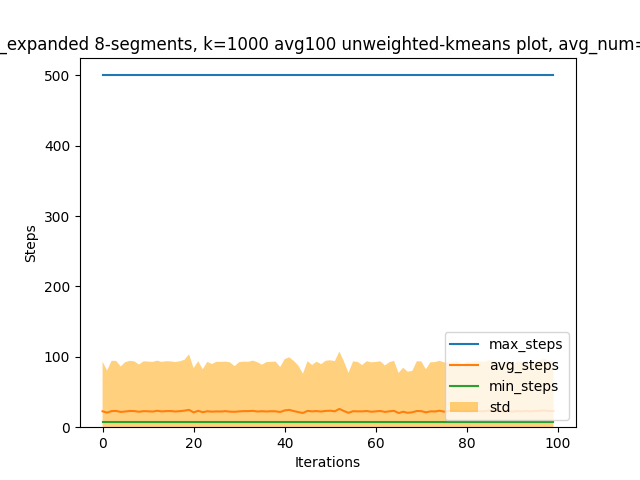 _expanded 8-segments, k=1000 avg100 unweighted-kmeans plot, avg_num=
500
400
300
200
100
0
Steps
max_steps
avg_steps
min_steps
std
0 20 40 60 80 100
Iterations